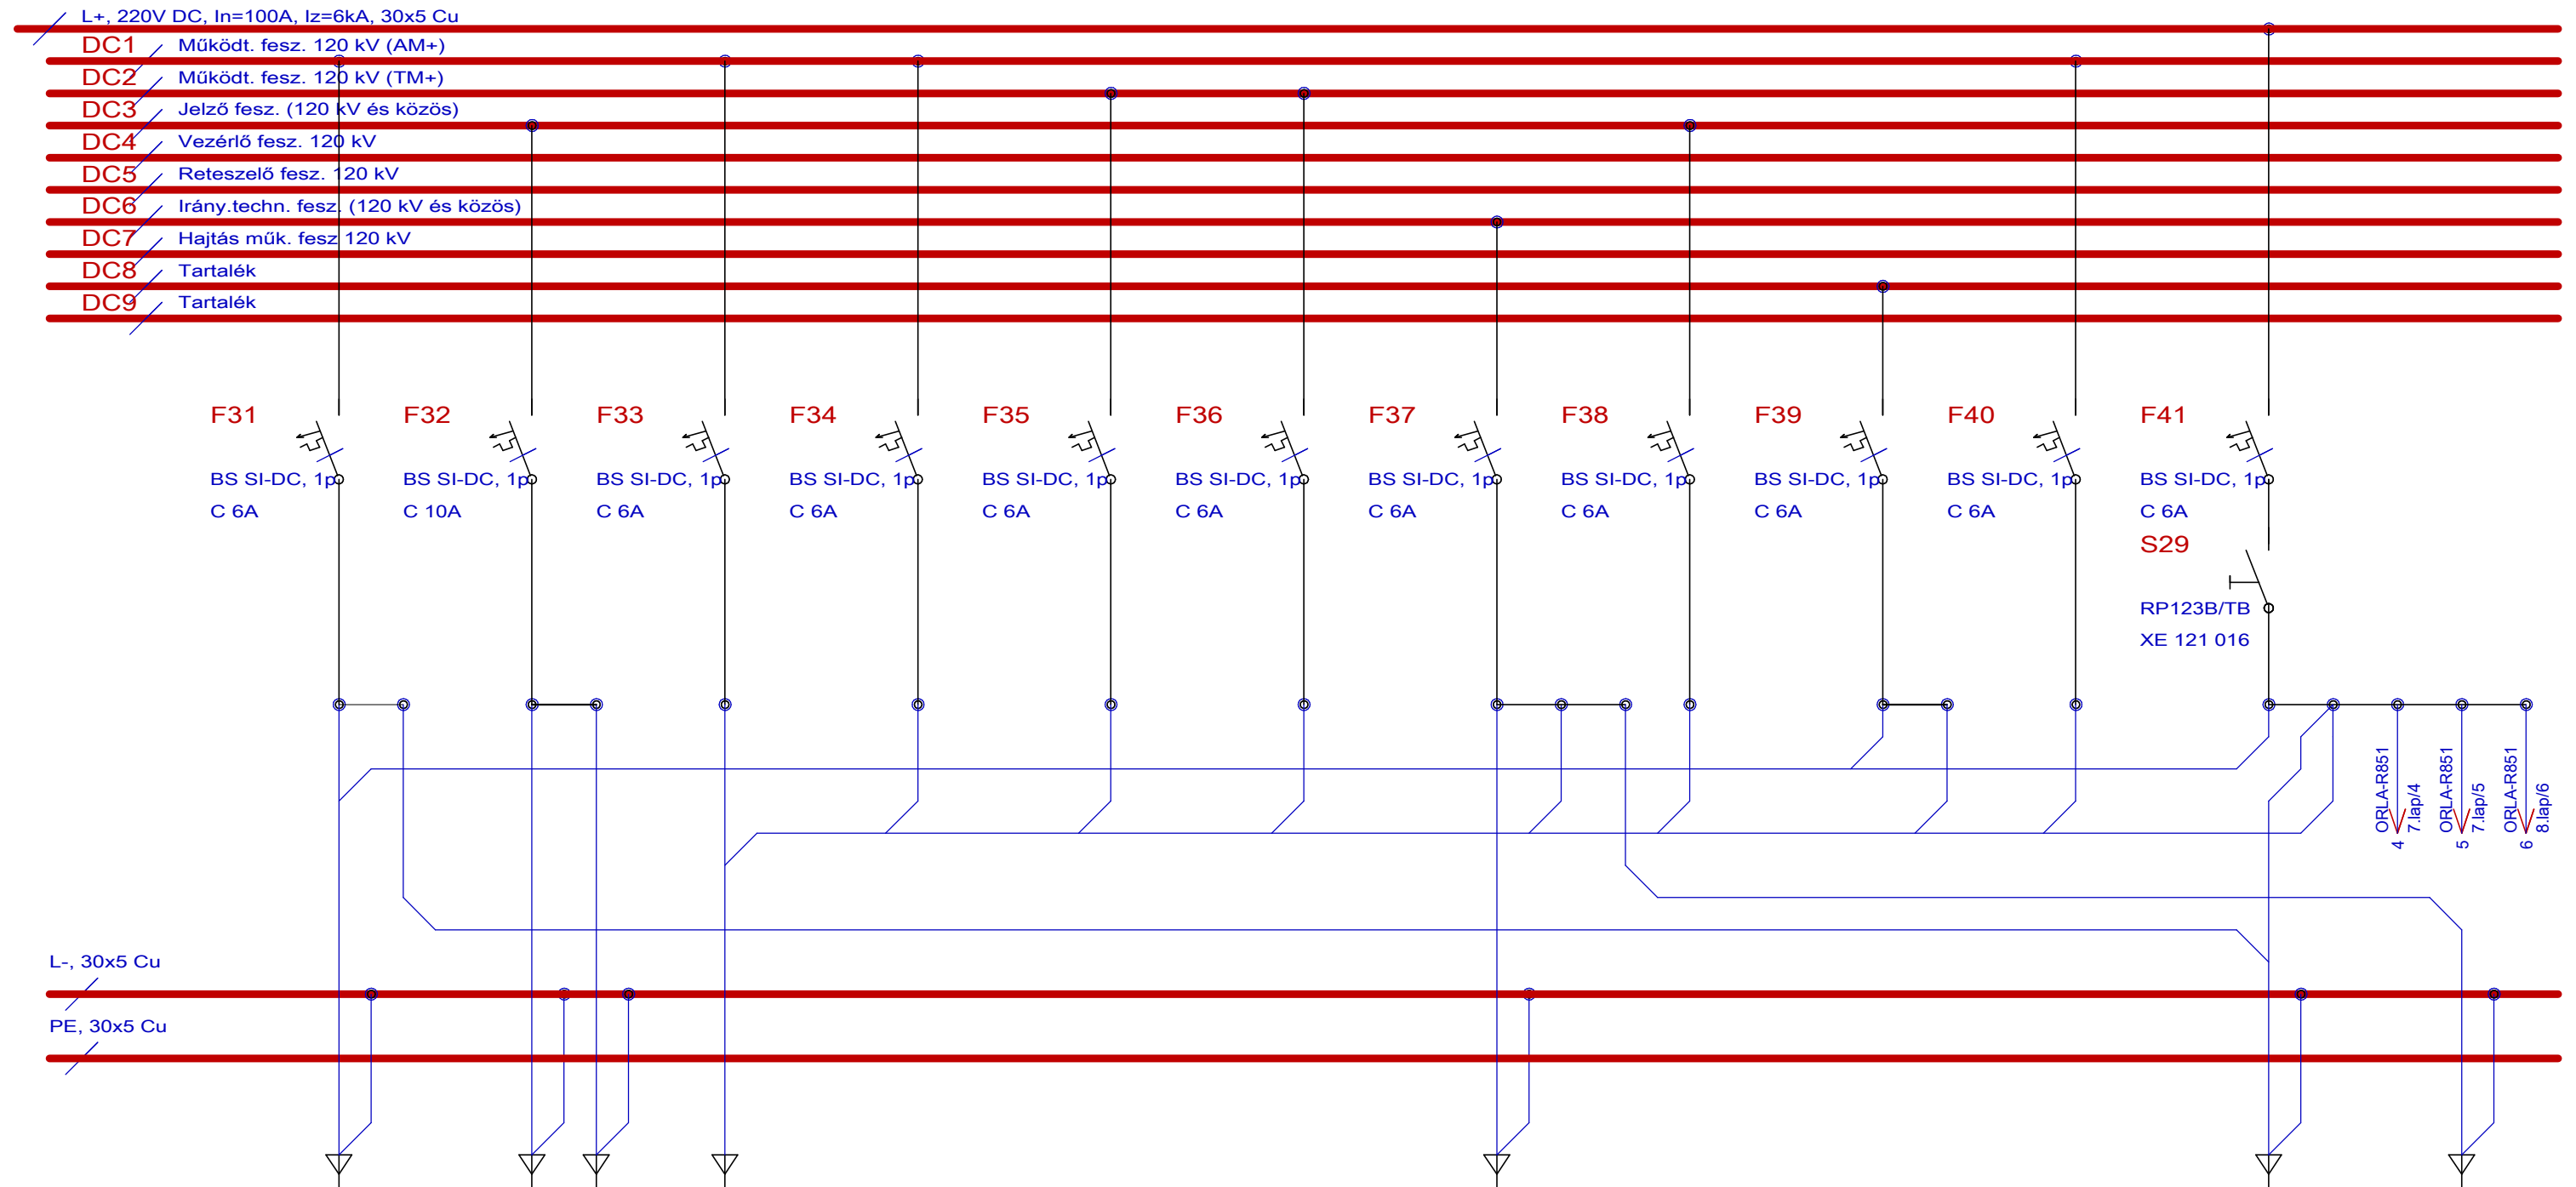 L+, 220V DC, In=100A, Iz=6kA, 30x5 Cu
DC1 Működt. fesz. 120 kV (AM+)
DC2 Működt. fesz. 120 kV (TM+)
DC3 Jelző fesz. (120 kV és közös)
DC4 Vezérlő fesz. 120 kV
DC5 Reteszelő fesz. 120 kV
DC6 Irány.techn. fesz. (120 kV és közös)
DC7 Hajtás műk. fesz 120 kV
DC8 Tartalék
DC9 Tartalék
F31 F32 F33 F34 F35 F36 F37 F38 F39 F40 F41
BS SI-DC, 1p BS SI-DC, 1p BS SI-DC, 1p BS SI-DC, 1p BS SI-DC, 1p BS SI-DC, 1p BS SI-DC, 1p BS SI-DC, 1p BS SI-DC, 1p BS SI-DC, 1p BS SI-DC, 1p
C 6A C 10A C 6A C 6A C 6A C 6A C 6A C 6A C 6A C 6A C 6A
S29
RP123B/TB
XE 121 016
ORLA-R851
7.lap/4
4
ORLA-R851
7.lap/5
5
ORLA-R851
8.lap/6
6
L-, 30x5 Cu
PE, 30x5 Cu